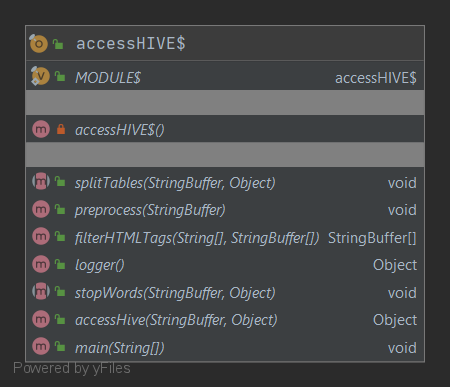 accessHIVE$
MODULE$ accessHIVE$
accessHIVE$()
splitTables(StringBuffer, Object) void
preprocess(StringBuffer) void
filterHTMLTags(String[], StringBuffer[]) StringBuffer[]
logger() Object
stopWords(StringBuffer, Object) void
accessHive(StringBuffer, Object) Object
main(String[]) void
Powered by yFiles